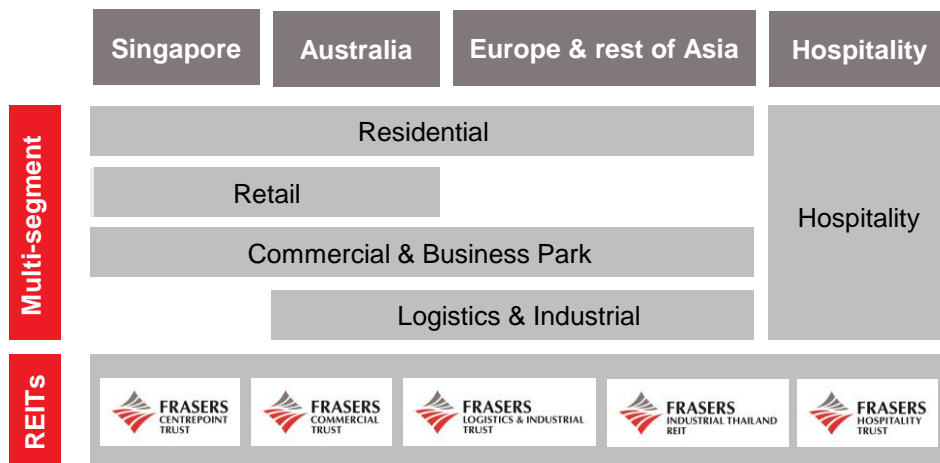 Singapore
Australia
Europe & rest of Asia
Hospitality
Multi-segment
Residential
Retail
Commercial & Business Park
Logistics & Industrial
Hospitality
REITs
FRASERS
CENTREPOINT
TRUST
FRASERS
COMMERCIAL
TRUST
FRASERS
LOGISTICS & INDUSTRIAL
TRUST
FRASERS
INDUSTRIAL THAILAND
REIT
FRASERS
HOSPITALITY
TRUST